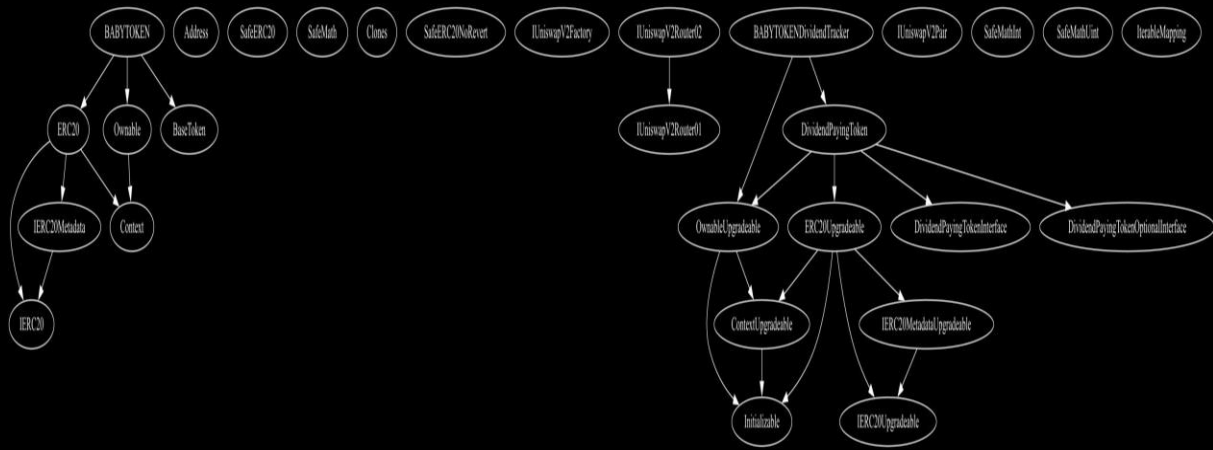 BABYTOKEN
Address
SafeERC20
SafeMath
Clones
SafeERC20NoRevert
IUniswapV2Factory
IUniswapV2Router02
BABYTOKENDividendTracker
IUniswapV2Pair
SafeMathInt
SafeMathUint
IterableMapping
ERC20
Ownable
BaseToken
IUniswapV2Router01
DividendPayingToken
IERC20Metadata
Context
OwnableUpgradeable
ERC20Upgradeable
DividendPayingTokenInterface
DividendPayingTokenOptionalInterface
IERC20
ContextUpgradeable
IERC20MetadataUpgradeable
Initializable
IERC20Upgradeable